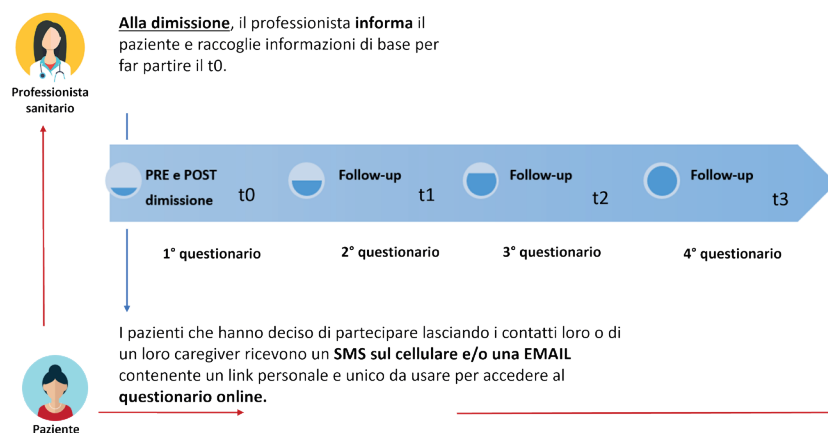 Alla dimissione, il professionista informa il
paziente e raccoglie informazioni di base per
far partire il t0.
Professionista
sanitario
PRE e POST
dimissione
t0
Follow-up
t1
Follow-up
t2
Follow-up
t3
1° questionario
2° questionario
3° questionario
4° questionario
I pazienti che hanno deciso di partecipare lasciando i contatti loro o di
un loro caregiver ricevono un SMS sul cellulare e/o una EMAIL
contenente un link personale e unico da usare per accedere al
questionario online.
Paziente